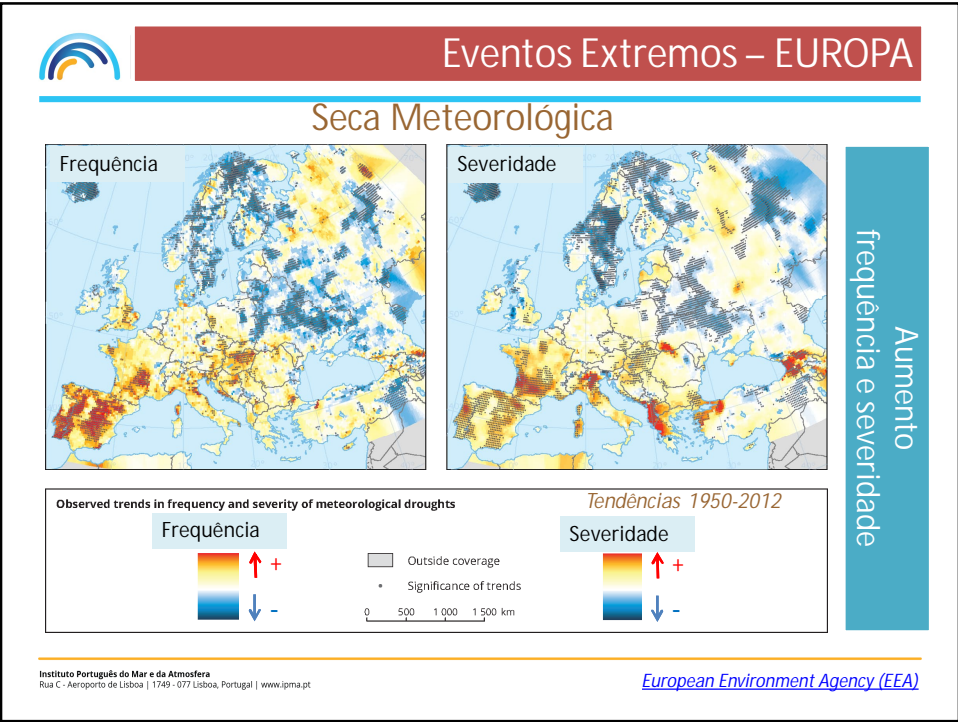 Eventos Extremos – EUROPA
Seca Meteorológica
Frequência
Severidade
Aumento
frequência e severidade
Observed trends in frequency and severity of meteorological droughts
Tendências 1950-2012
Frequência
+
-
Outside coverage
Significance of trends
0 500 1 000 1 500 km
Severidade
+
-
Instituto Português do Mar e da Atmosfera
Rua C - Aeroporto de Lisboa | 1749 - 077 Lisboa, Portugal | www.ipma.pt
European Environment Agency (EEA)